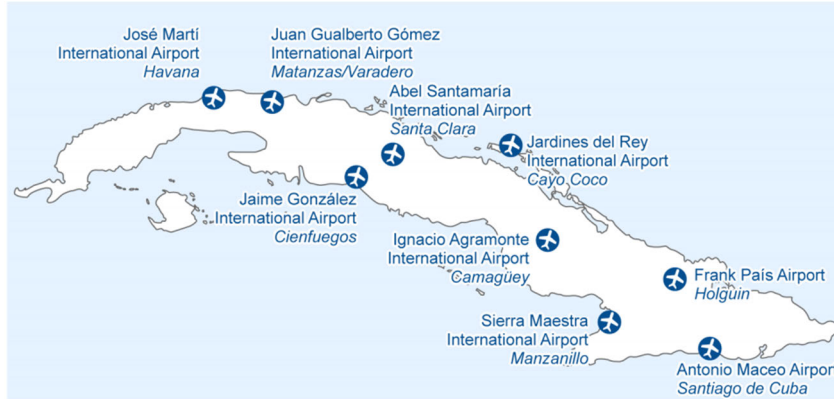 José Martí
International Airport
Havana
Juan Gualberto Gómez
International Airport
Matanzas/Varadero
Abel Santamaría
International Airport
Santa Clara
Jardines del Rey
International Airport
Cayo Coco
Jaime González
International Airport
Cienfuegos
Ignacio Agramonte
International Airport
Camagüey
Frank País Airport
Holguin
Sierra Maestra
International Airport
Manzanillo
Antonio Maceo Airport
Santiago de Cuba